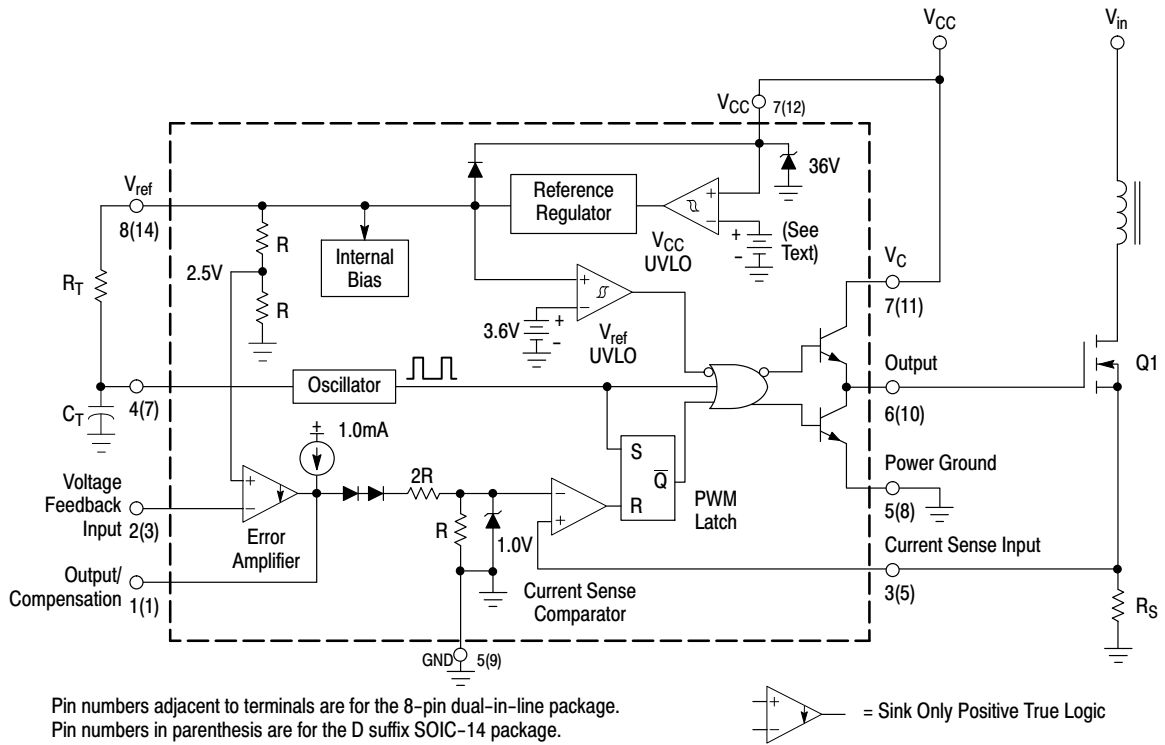 VCC
Vin
VCC 7(12)
36V
Vref
8(14)
Reference
Regulator
+
−
VCC
UVLO
+
−
(See
Text)
R
2.5V
R
Internal
Bias
RT
+
−
3.6V
+
−
Vref
UVLO
VC
7(11)
Oscillator
4(7)
CT
Output
6(10)
Q1
+
1.0mA
S
Q
R
PWM
Latch
2R
R
1.0V
−
+
Current Sense
Comparator
+
−
Error
Amplifier
Voltage
Feedback
Input 2(3)
Output/
Compensation 1(1)
Power Ground
5(8)
Current Sense Input
3(5)
RS
GND 5(9)
Pin numbers adjacent to terminals are for the 8−pin dual−in−line package.
Pin numbers in parenthesis are for the D suffix SOIC−14 package.
+
−
= Sink Only Positive True Logic